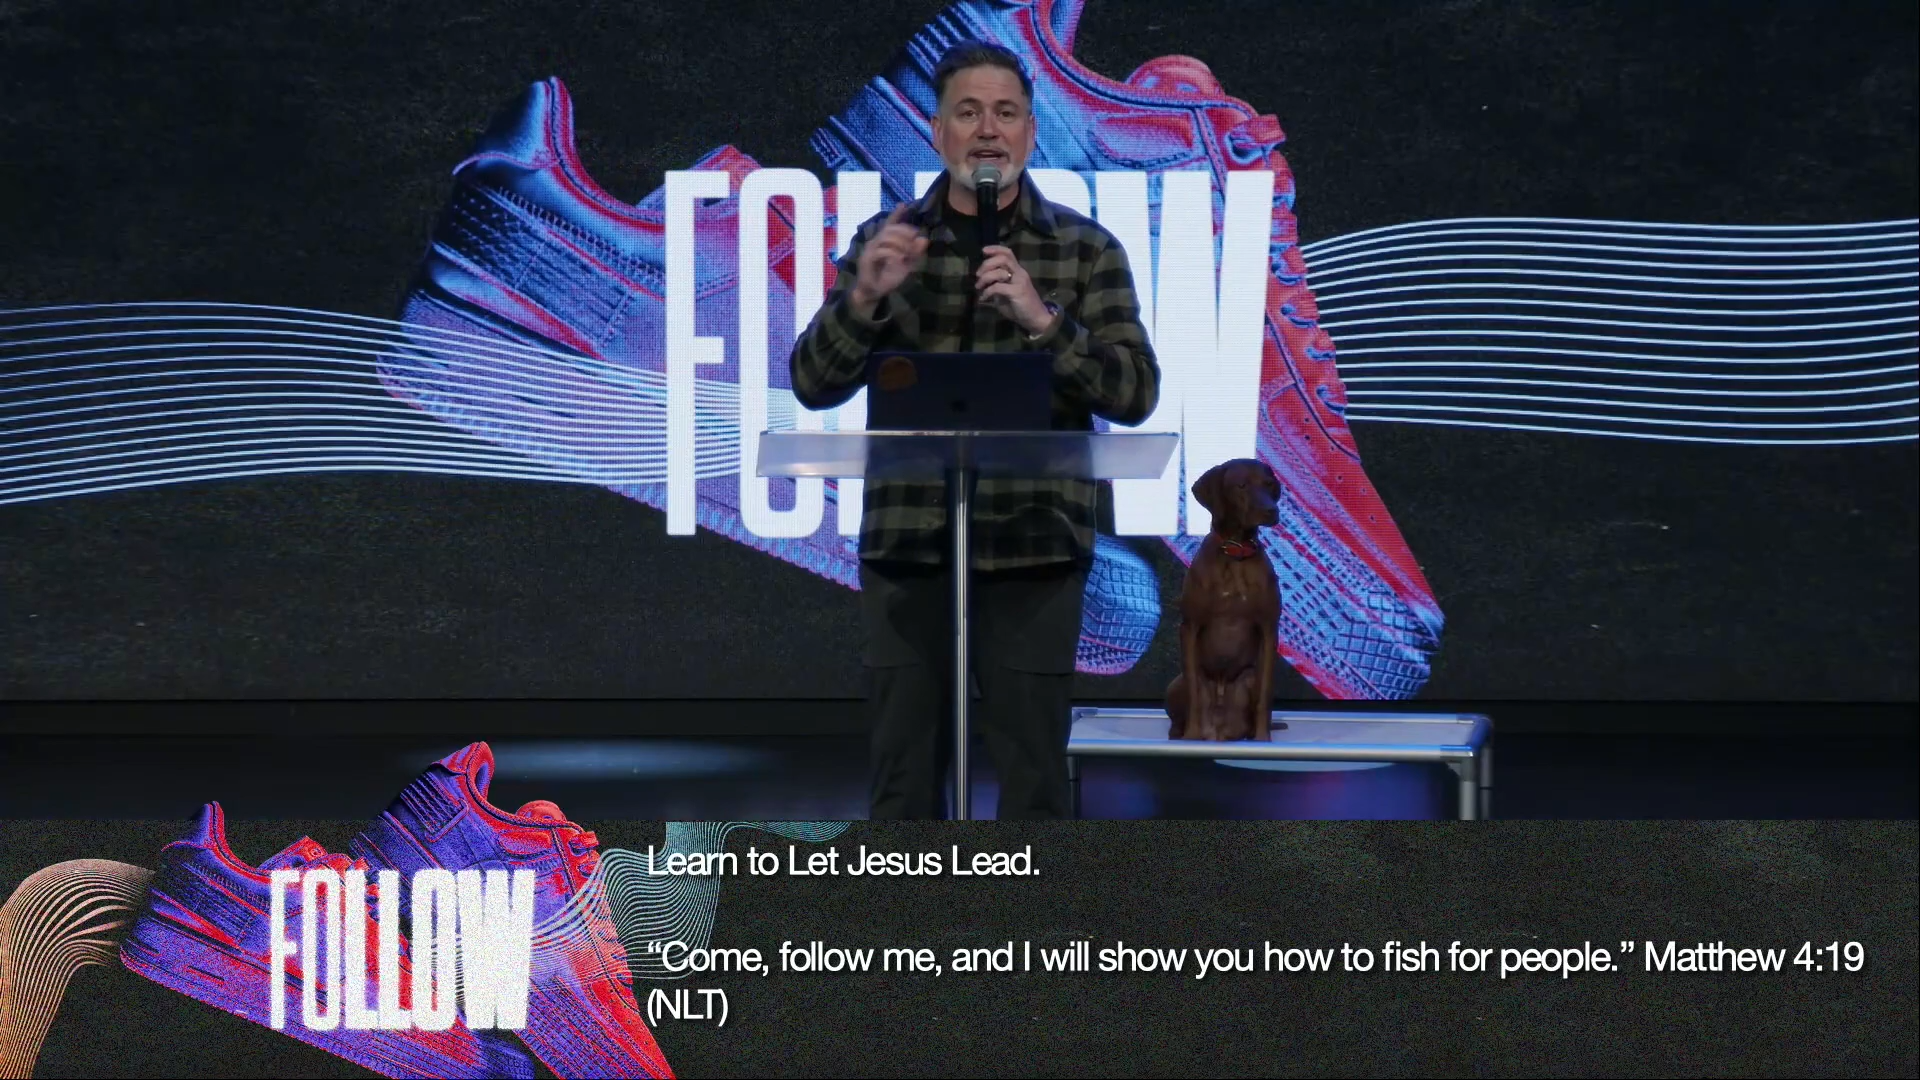 FOLLOW
FOLLOW
Learn to Let Jesus Lead.
“Come, follow me, and I will show you how to fish for people.” Matthew 4:19
(NLT)